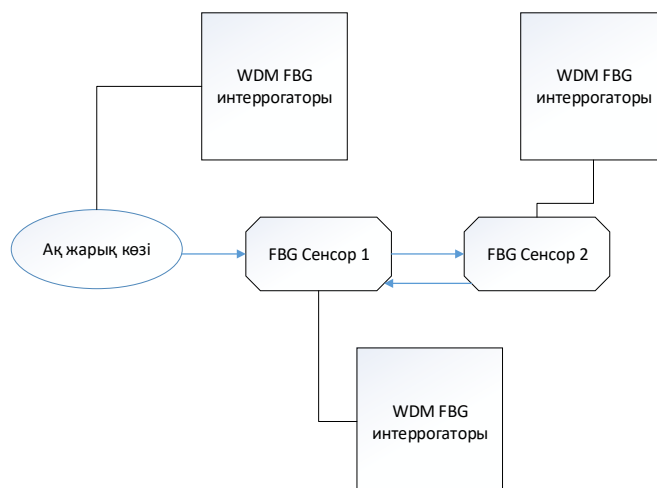 WDM FBG
интеррогаторы
WDM FBG
интеррогаторы
Ақ жарық көзі
FBG Сенсор 1
FBG Сенсор 2
WDM FBG
интеррогаторы